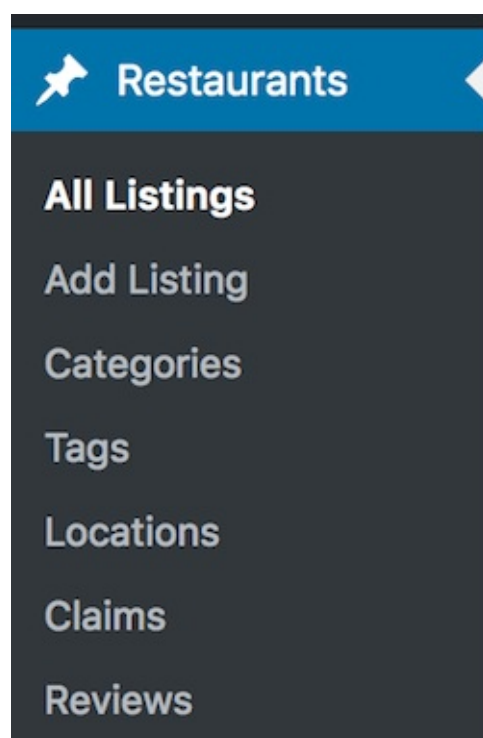 Restaurants
All Listings
Add Listing
Categories
Tags
Locations
Claims
Reviews